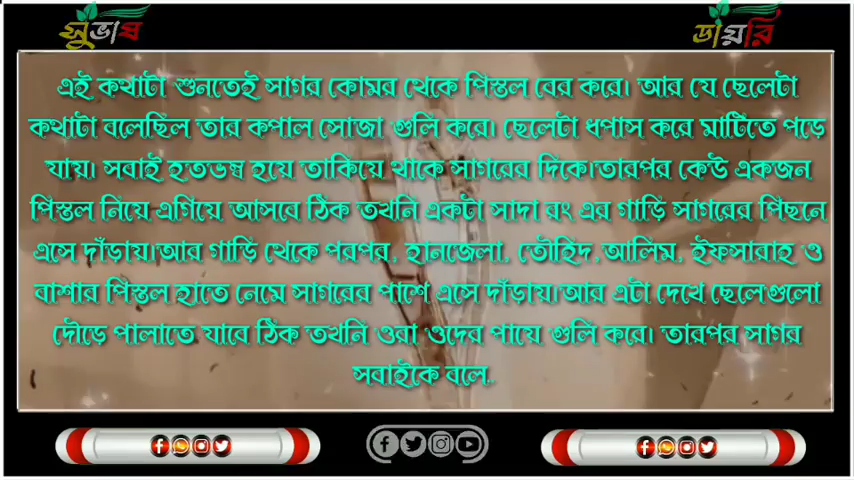 সুভাষ ডায়রি
এই কথাটা শুনতেই সাগর কোমর থেকে পিস্তল বের করে। আর যে ছেলেটা
কথাটা বলেছিল তার কপাল সোজা গুলি করে। ছেলেটা ধপাস করে মাটিতে পড়ে
যায়। সবাই হতভম্ব হয়ে তাকিয়ে থাকে সাগরের দিকে।তারপর কেউ একজন
পিস্তল নিয়ে এগিয়ে আসবে ঠিক তখনি একটা সাদা রং এর গাড়ি সাগরের পিছনে
এসে দাঁড়ায়।আর গাড়ি থেকে পরপর, হানজেলা, তৌহিদ,আলিম, ইফসারাহ ও
বাশার পিস্তল হাতে নেমে সাগরের পাশে এসে দাঁড়ায়।আর এটা দেখে ছেলেগুলো
দৌড়ে পালাতে যাবে ঠিক তখনি ওরা ওদের পায়ে গুলি করে। তারপর সাগর
সবাইকে বলে.